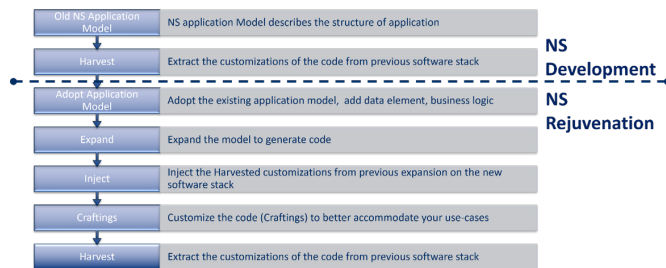 Old NS Application
Model
NS application Model describes the structure of application
Harvest
Extract the customizations of the code from previous software stack
NS
Development
Adopt Application
Model
Adopt the existing application model, add data element, business logic
NS
Rejuvenation
Expand
Expand the model to generate code
Inject
Inject the Harvested customizations from previous expansion on the new
software stack
Craftings
Customize the code (Craftings) to better accommodate your use-cases
Harvest
Extract the customizations of the code from previous software stack